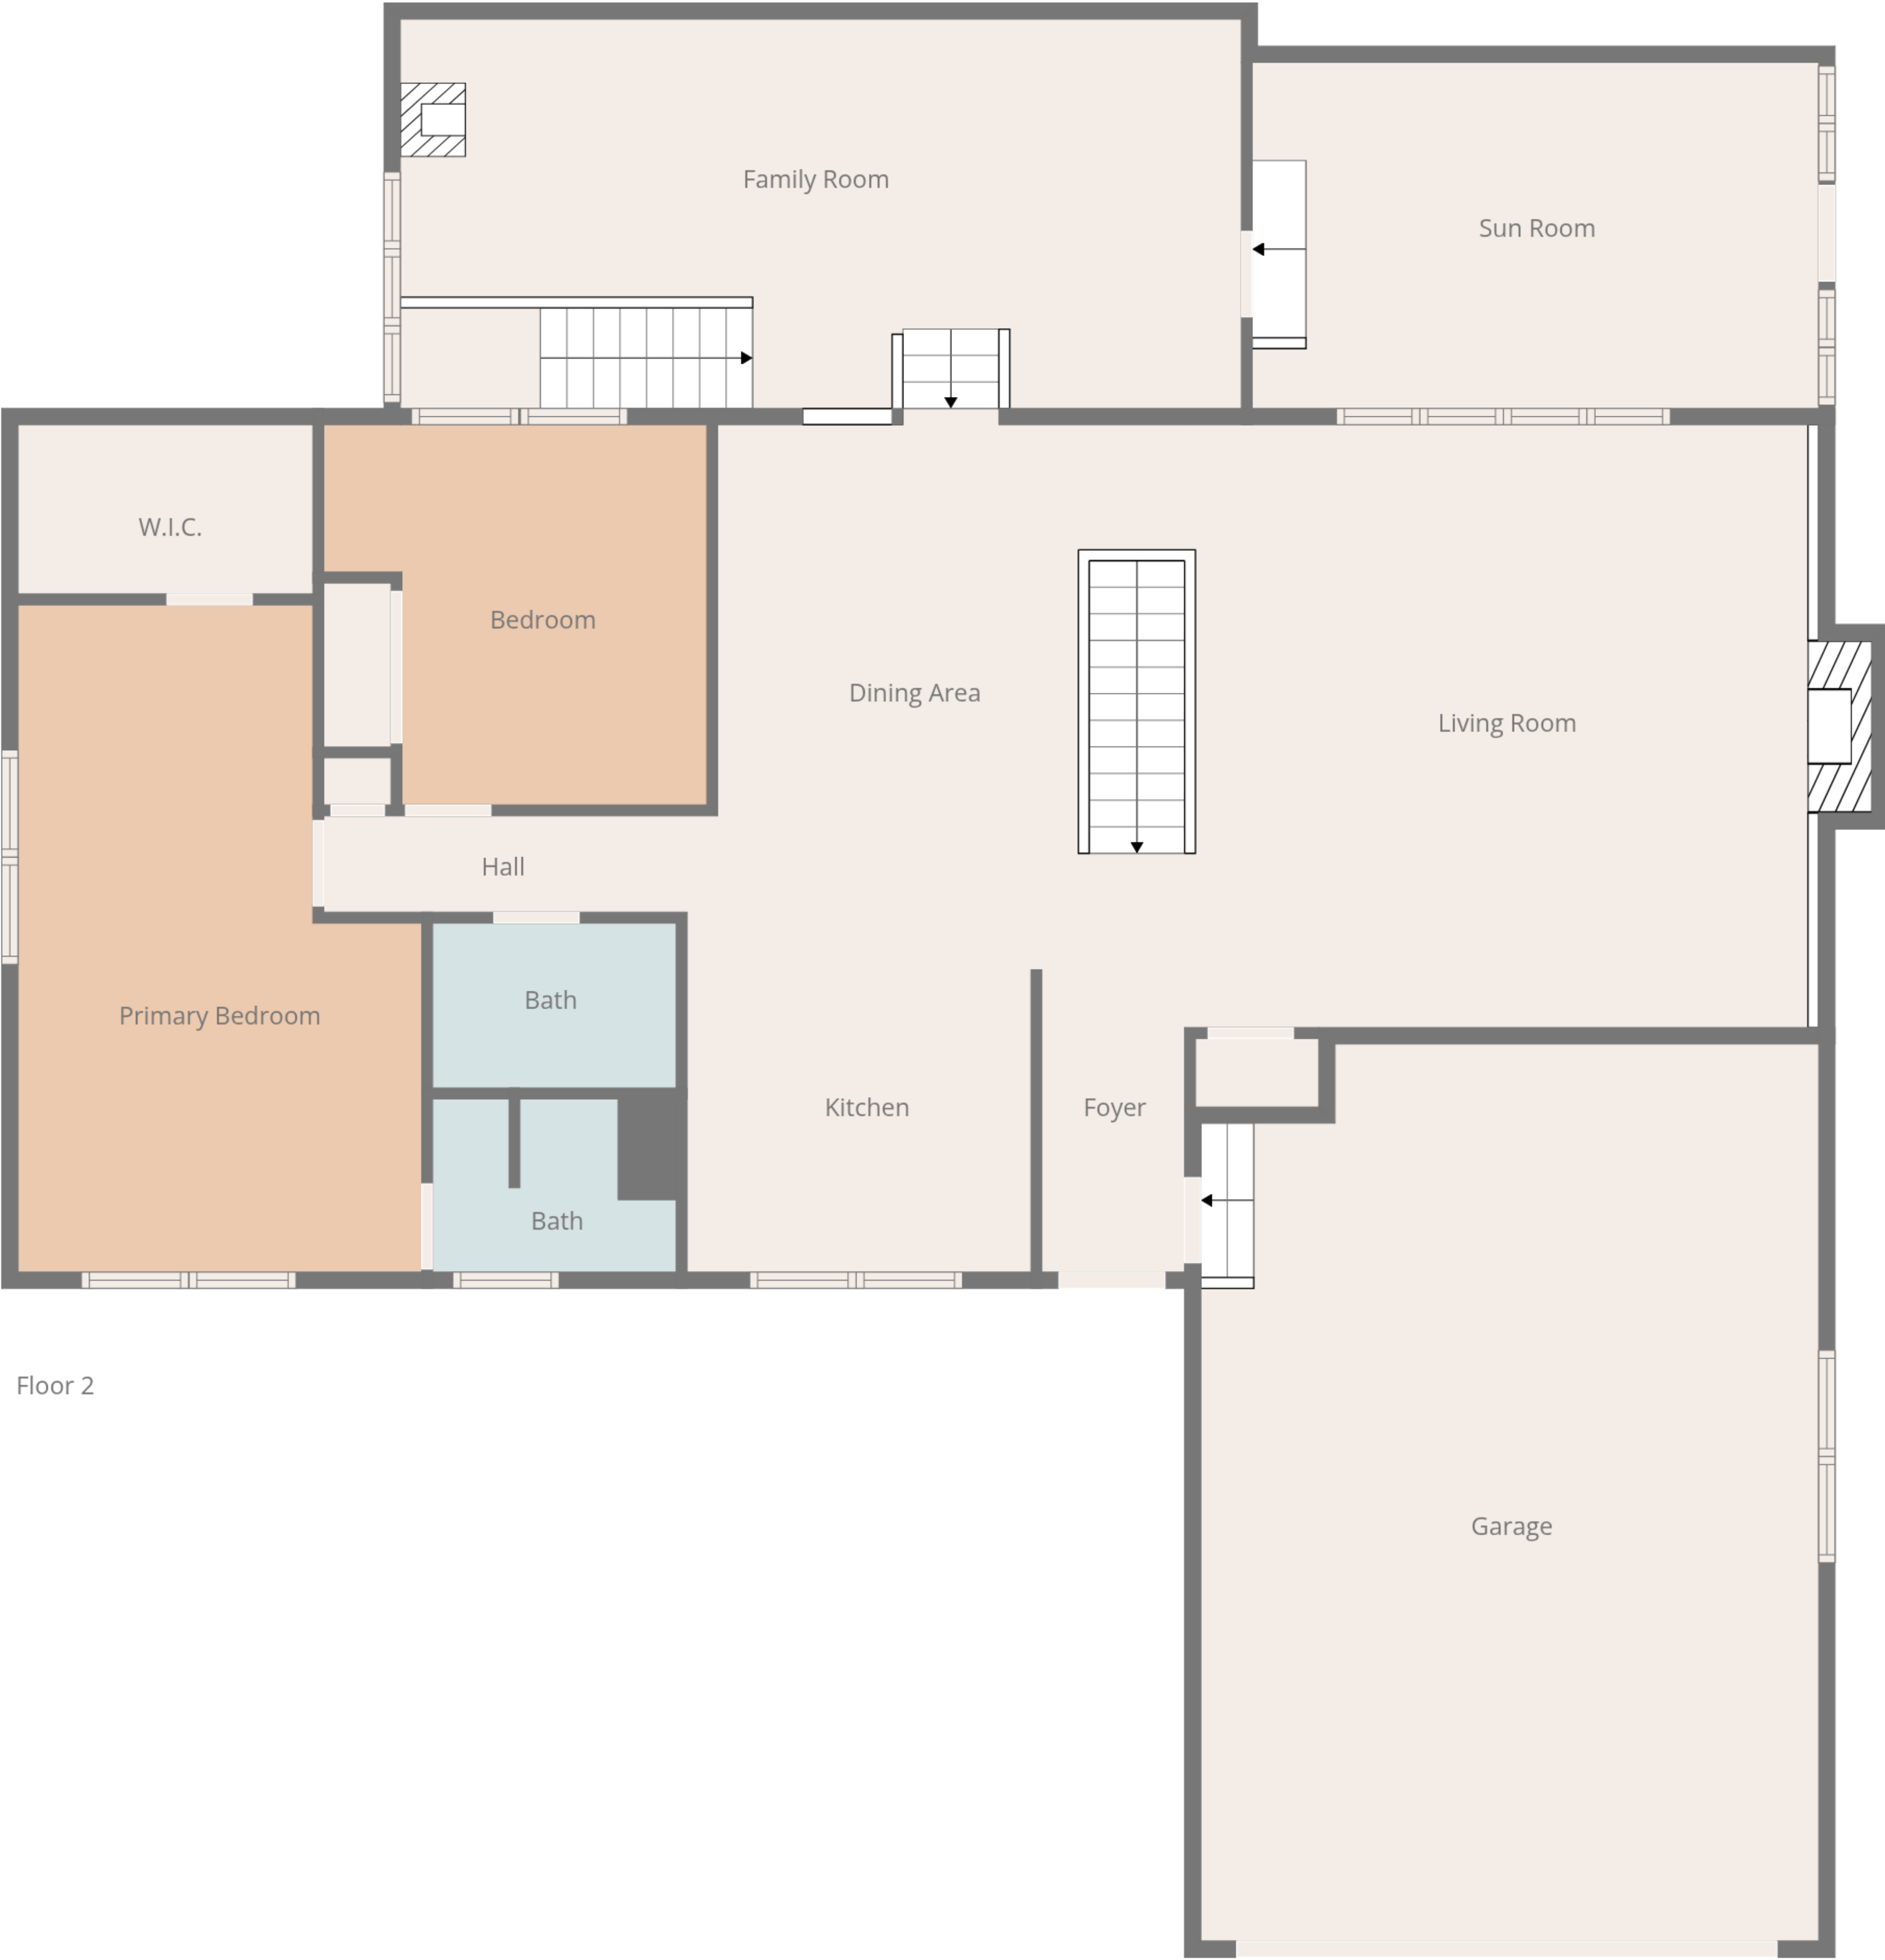 Family Room
Sun Room
W.I.C.
Bedroom
Dining Area
Living Room
Hall
Bath
Primary Bedroom
Kitchen
Foyer
Bath
Floor 2
Garage